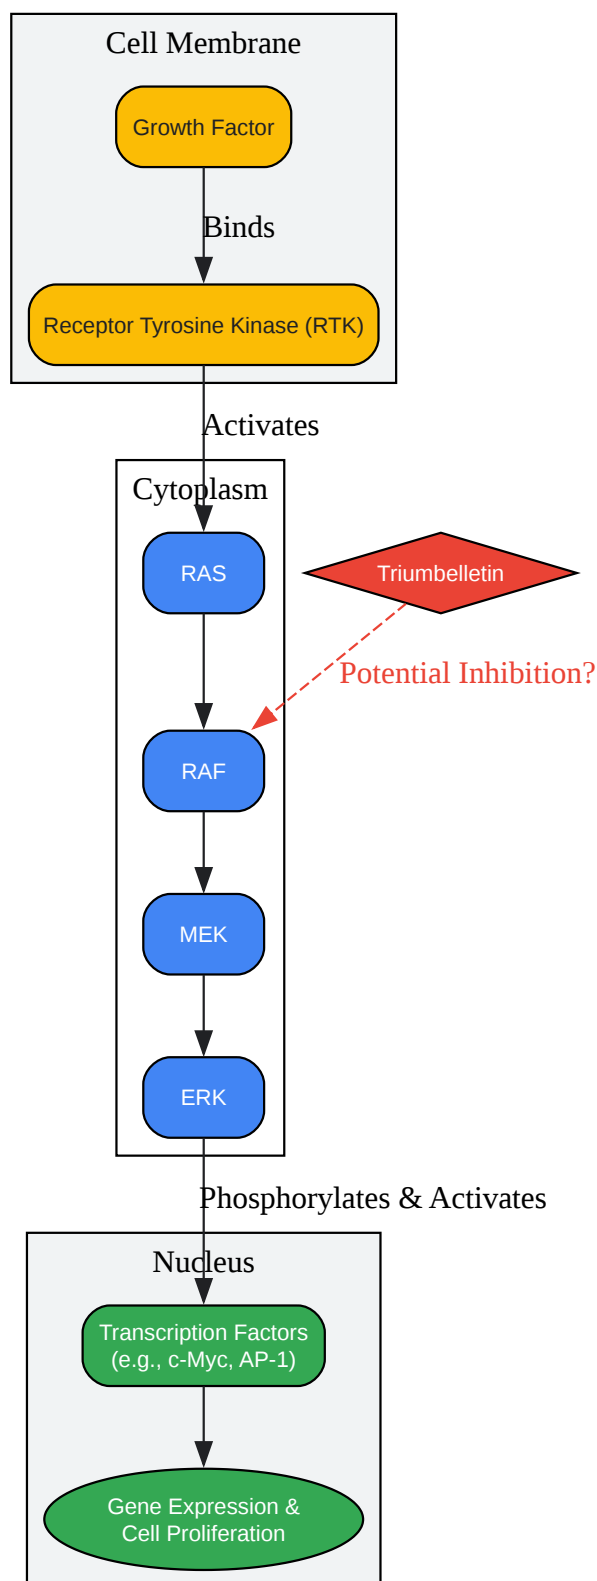 Cell Membrane
Growth Factor
Binds
Receptor Tyrosine Kinase (RTK)
Activates
Cytoplasm
RAS
Triumbelletin
Potential Inhibition?
RAF
MEK
ERK
Phosphorylates & Activates
Nucleus
Transcription Factors
(e.g., c-Myc, AP-1)
Gene Expression &
Cell Proliferation